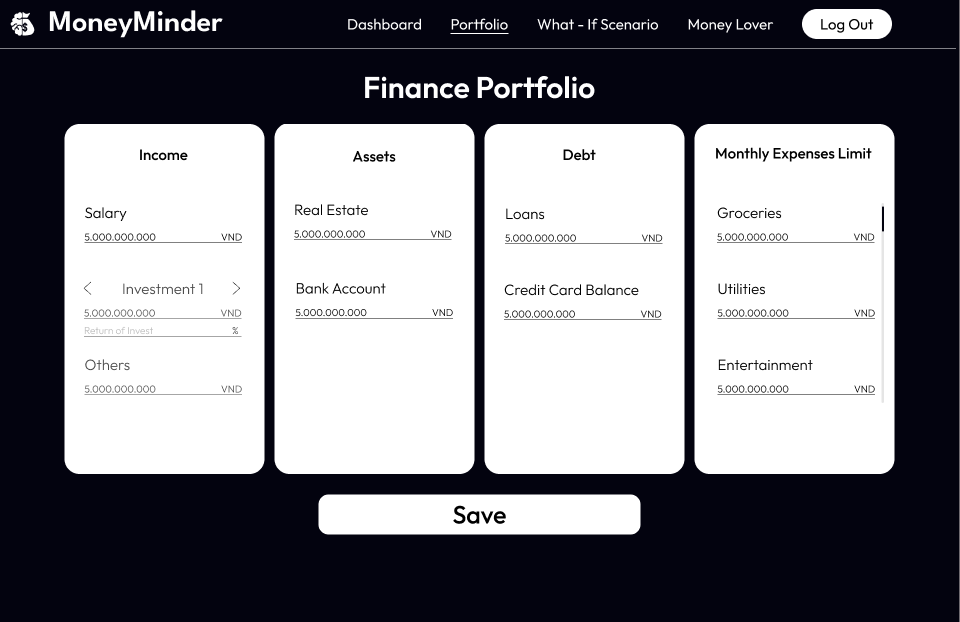 MoneyMinder
Dashboard Portfolio What - If Scenario Money Lover Log Out
Finance Portfolio
Income
Salary
5.000.000.000 VND
Investment 1
5.000.000.000 VND
Return of Invest %
Others
5.000.000.000 VND
Assets
Real Estate
5.000.000.000 VND
Bank Account
5.000.000.000 VND
Debt
Loans
5.000.000.000 VND
Credit Card Balance
5.000.000.000 VND
Monthly Expenses Limit
Groceries
5.000.000.000 VND
Utilities
5.000.000.000 VND
Entertainment
5.000.000.000 VND
Save